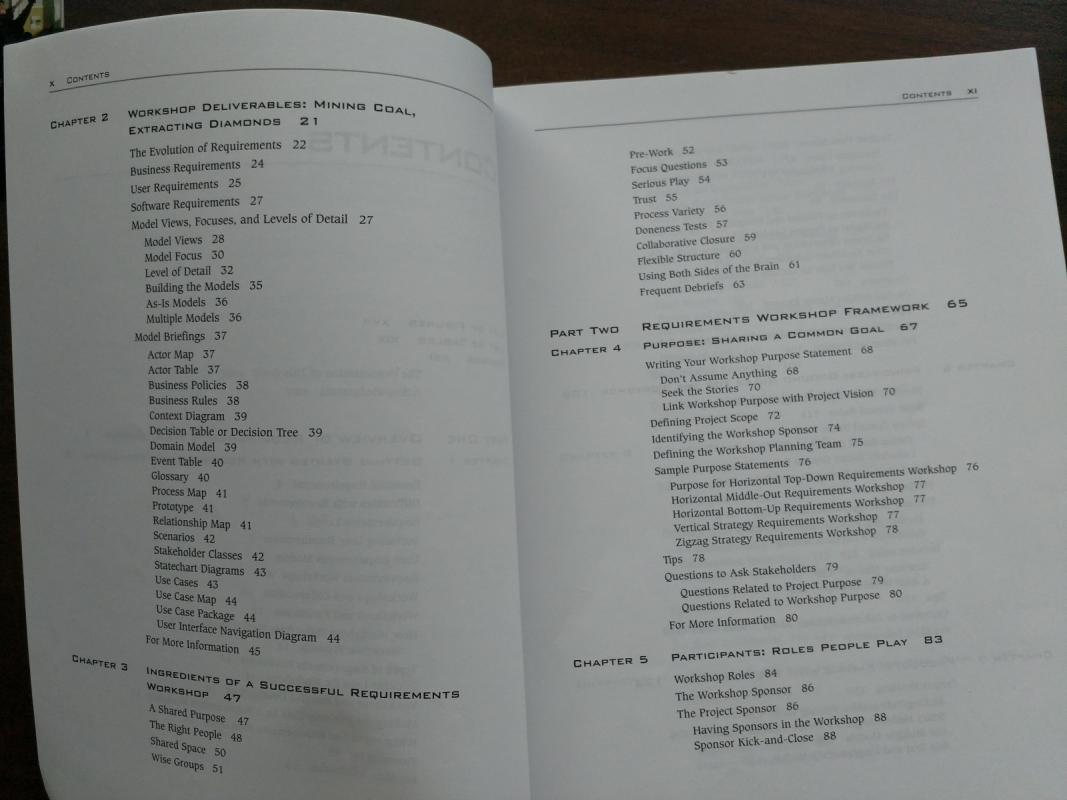 x Contents
Chapter 2 Workshop Deliverables: Mining Coal,
Extracting Diamonds 21
The Evolution of Requirements 22
Business Requirements 24
User Requirements 25
Software Requirements 27
Model Views, Focuses, and Levels of Detail 27
Model Views 28
Model Focus 30
Level of Detail 32
Building the Models 35
As-Is Models 36
Multiple Models 36
Model Briefings 37
Actor Map 37
Actor Table 37
Business Policies 38
Business Rules 38
Context Diagram 39
Decision Table or Decision Tree 39
Domain Model 39
Event Table 40
Glossary 40
Process Map 41
Prototype 41
Relationship Map 41
Scenarios 42
Stakeholder Classes 42
Statechart Diagrams 43
Use Cases 43
Use Case Map 44
Use Case Package 44
User Interface Navigation Diagram 44
For More Information 45
Chapter 3 Ingredients of a Successful Requirements
Workshop 47
A Shared Purpose 47
The Right People 48
Shared Space 50
Wise Groups 51
Contents xi
Pre-Work 52
Focus Questions 53
Serious Play 54
Trust 55
Process Variety 56
Doneness Tests 57
Collaborative Closure 59
Flexible Structure 60
Using Both Sides of the Brain 61
Frequent Debriefs 63
Part Two Requirements Workshop Framework 65
Chapter 4 Purpose: Sharing a Common Goal 67
Writing Your Workshop Purpose Statement 68
Don't Assume Anything 68
Seek the Stories 70
Link Workshop Purpose with Project Vision 70
Defining Project Scope 72
Identifying the Workshop Sponsor 74
Defining the Workshop Planning Team 75
Sample Purpose Statements 76
Purpose for Horizontal Top-Down Requirements Workshop 76
Horizontal Middle-Out Requirements Workshop 77
Horizontal Bottom-Up Requirements Workshop 77
Vertical Strategy Requirements Workshop 77
Zigzag Strategy Requirements Workshop 78
Tips 78
Questions to Ask Stakeholders 79
Questions Related to Project Purpose 79
Questions Related to Workshop Purpose 80
For More Information 80
Chapter 5 Participants: Roles People Play 83
Workshop Roles 84
The Workshop Sponsor 86
The Project Sponsor 86
Having Sponsors in the Workshop 88
Sponsor Kick-and-Close 88